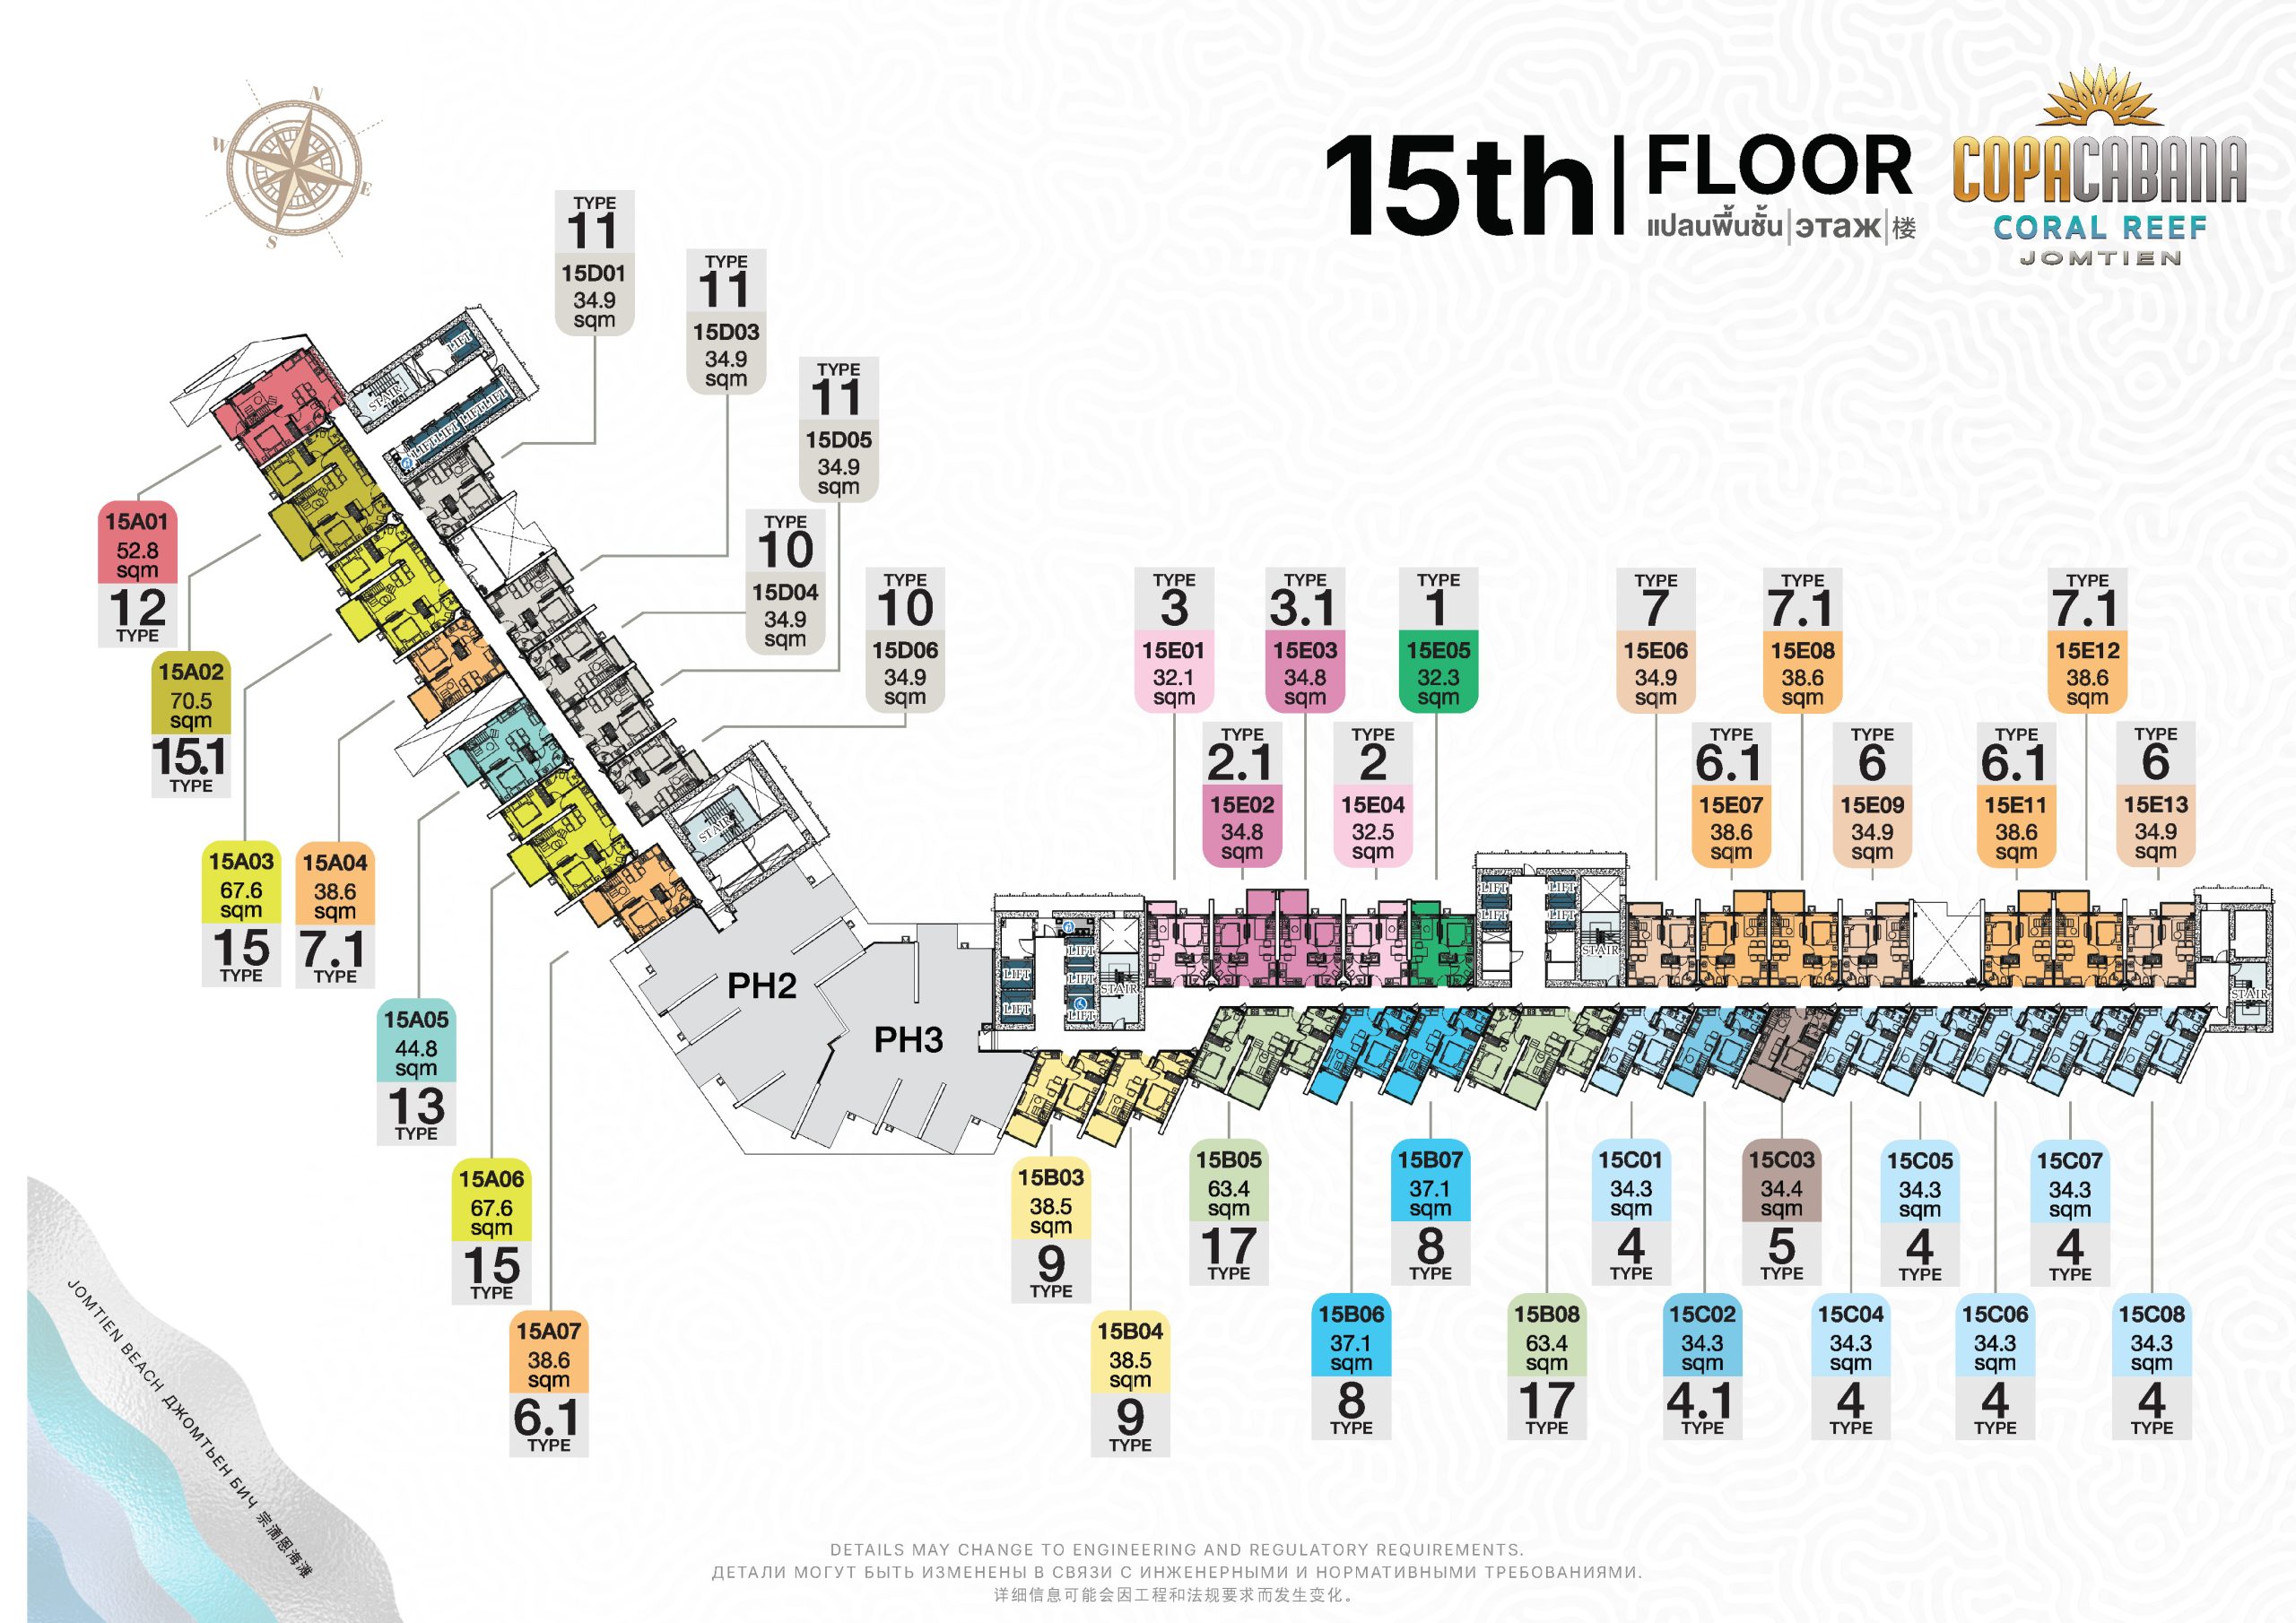 N
W
E
S
15th
FLOOR
แปลนพื้นชั้น|этаж|楼
COPACABANA
CORAL REEF
JOMTIEN
TYPE
11
15D01
34.9
sqm
TYPE
11
15D03
34.9
sqm
TYPE
11
15D05
34.9
sqm
TYPE
10
15D04
34.9
sqm
TYPE
10
15D06
34.9
sqm
15A01
52.8
sqm
12
TYPE
15A02
70.5
sqm
15.1
TYPE
15A03
67.6
sqm
15
TYPE
15A04
38.6
sqm
7.1
TYPE
15A05
44.8
sqm
13
TYPE
15A06
67.6
sqm
15
TYPE
15A07
38.6
sqm
6.1
TYPE
LIFT
STAIR
LIFT LIFT LIFT LIFT
STAIR
PH2
PH3
TYPE
3
15E01
32.1
sqm
TYPE
3.1
15E03
34.8
sqm
TYPE
1
15E05
32.3
sqm
TYPE
2.1
15E02
34.8
sqm
TYPE
2
15E04
32.5
sqm
TYPE
7
15E06
34.9
sqm
TYPE
7.1
15E08
38.6
sqm
TYPE
7.1
15E12
38.6
sqm
TYPE
6.1
15E07
38.6
sqm
TYPE
6
15E09
34.9
sqm
TYPE
6.1
15E11
38.6
sqm
TYPE
6
15E13
34.9
sqm
LIFT
LIFT
LIFT
LIFT
LIFT
STAIR
LIFT
LIFT
LIFT
LIFT
STAIR
STAIR
15B03
38.5
sqm
9
TYPE
15B04
38.5
sqm
9
TYPE
15B05
63.4
sqm
17
TYPE
15B06
37.1
sqm
8
TYPE
15B07
37.1
sqm
8
TYPE
15B08
63.4
sqm
17
TYPE
15C01
34.3
sqm
4
TYPE
15C02
34.3
sqm
4.1
TYPE
15C03
34.4
sqm
5
TYPE
15C04
34.3
sqm
4
TYPE
15C05
34.3
sqm
4
TYPE
15C06
34.3
sqm
4
TYPE
15C07
34.3
sqm
4
TYPE
15C08
34.3
sqm
4
TYPE
JOMTIEN BEACH ДЖОМТЬЕН БИЧ 宗滴恩海滩
DETAILS MAY CHANGE TO ENGINEERING AND REGULATORY REQUIREMENTS.
ДЕТАЛИ МОГУТ БЫТЬ ИЗМЕНЕНЫ В СВЯЗИ С ИНЖЕНЕРНЫМИ И НОРМАТИВНЫМИ ТРЕБОВАНИЯМИ.
详细信息可能会因工程和法规要求而发生变化。